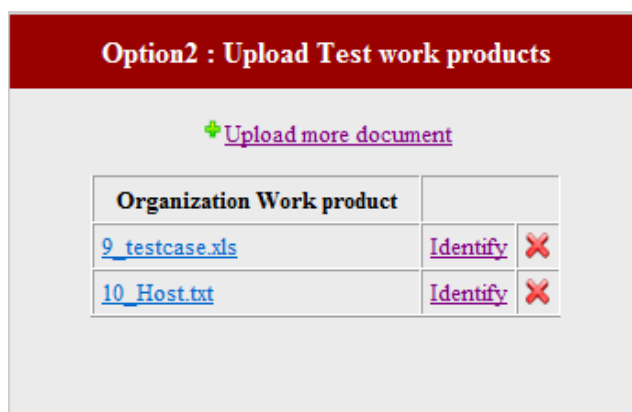 Option2 : Upload Test work products
Upload more document
Organization Work product
9_testcase.xls Identify
10_Host.txt Identify